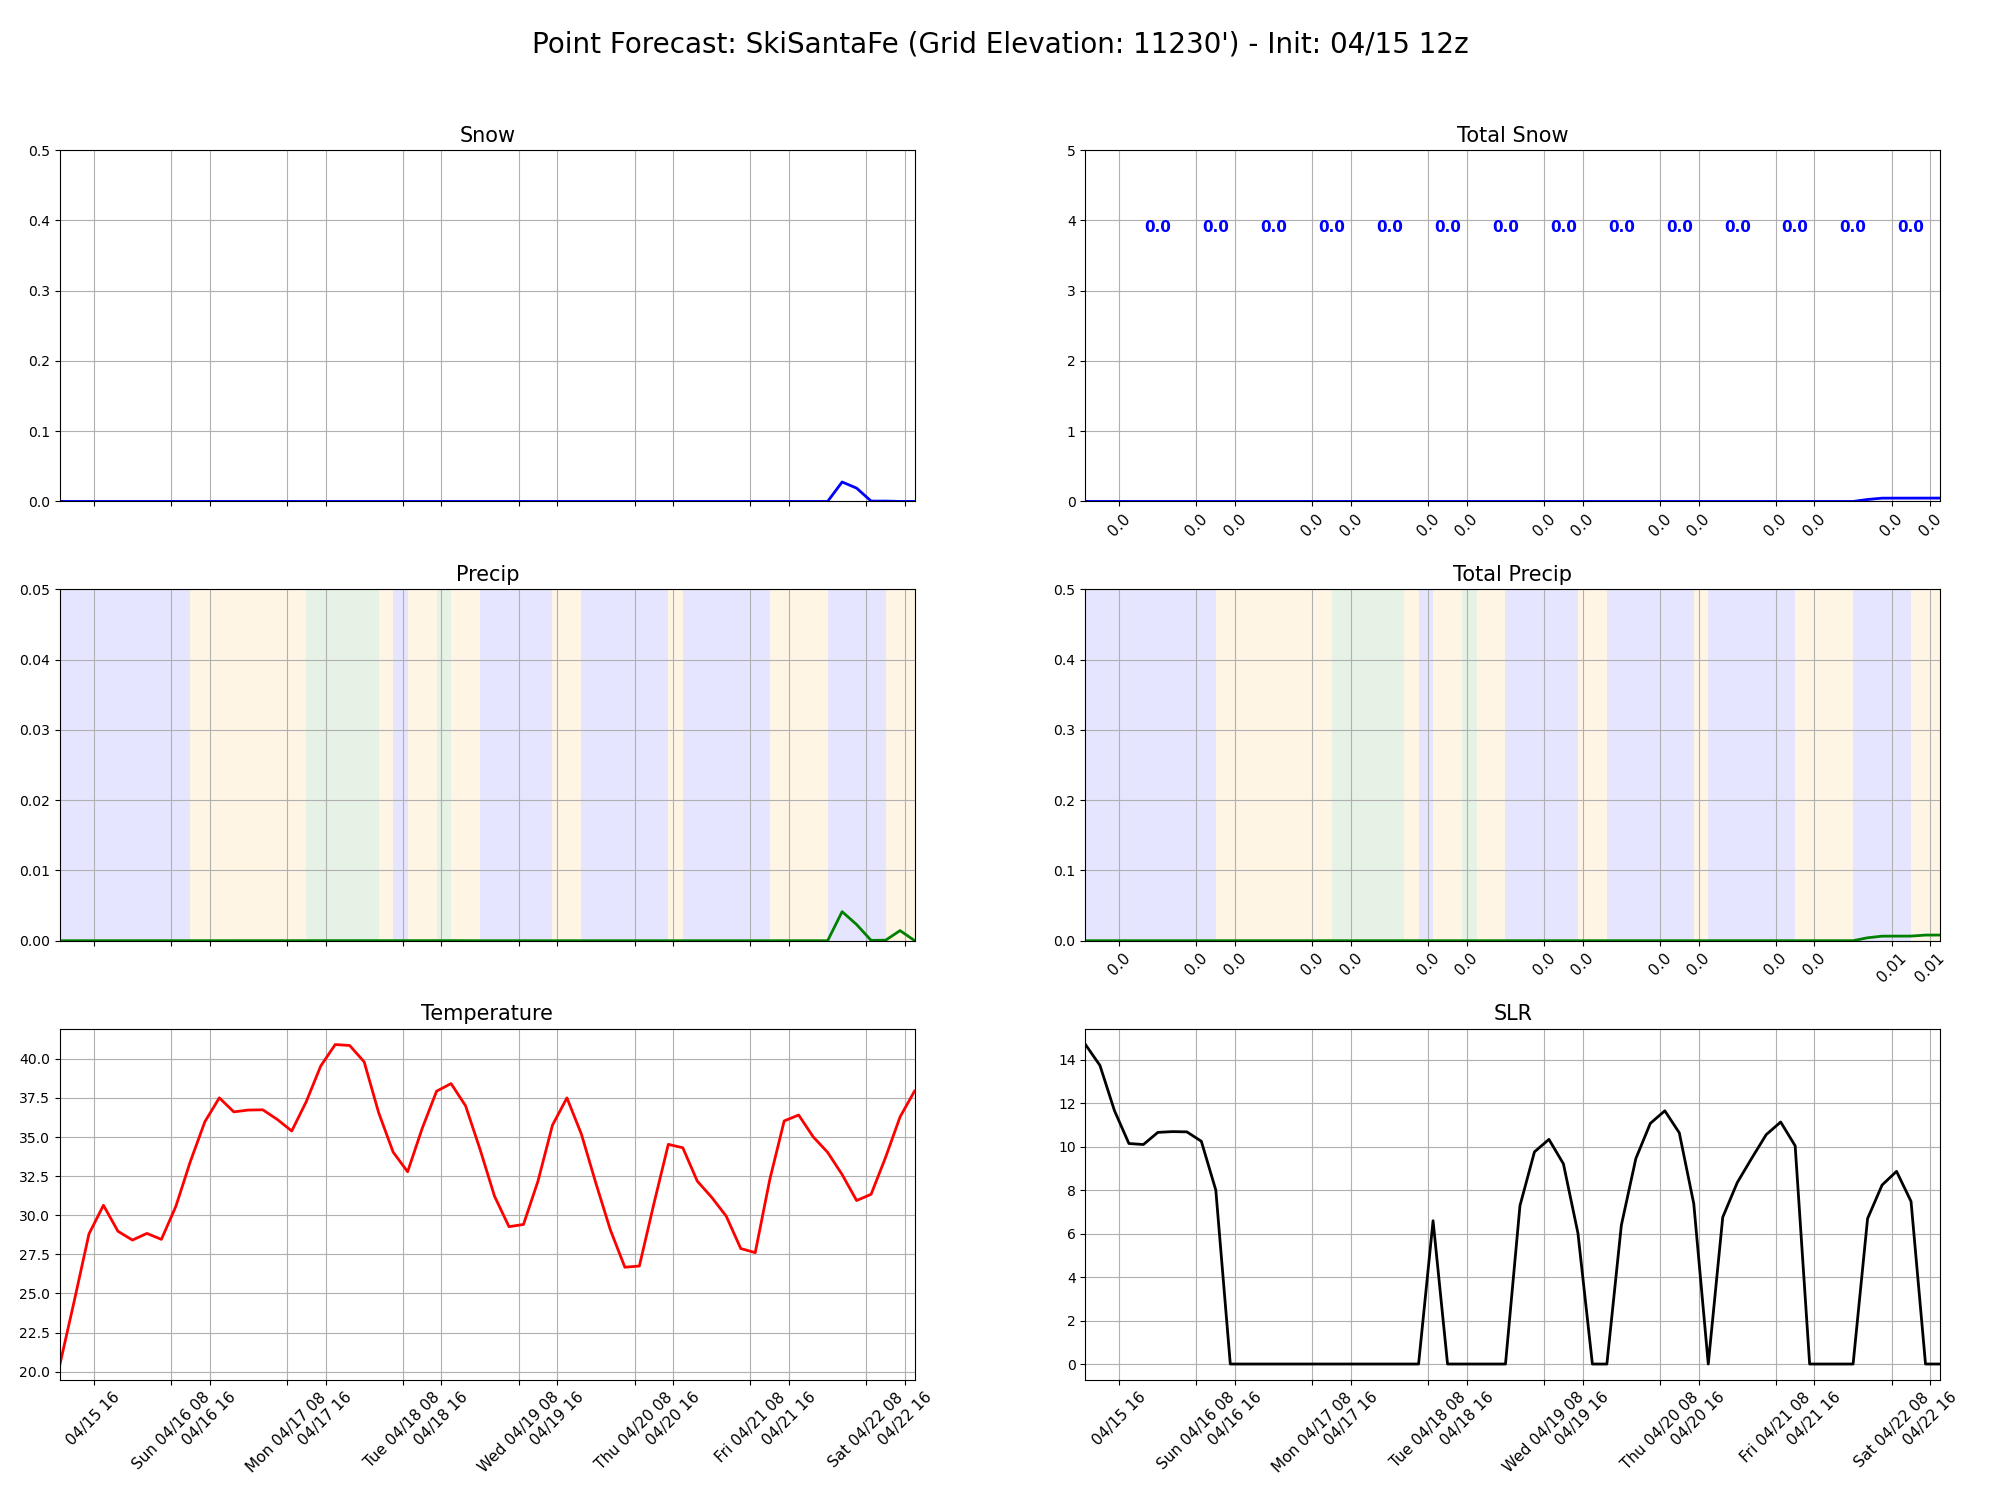 Point Forecast: SkiSantaFe (Grid Elevation: 11230') - Init: 04/15 12z
Snow
0.5
0.4
0.3
0.2
0.1
0.0
Total Snow
5
4
3
2
1
0
0.0 0.0 0.0 0.0 0.0 0.0 0.0 0.0 0.0 0.0 0.0 0.0 0.0 0.0
0.0 0.0 0.0 0.0 0.0 0.0 0.0 0.0 0.0 0.0 0.0 0.0 0.0 0.0 0.0
Precip
0.05
0.04
0.03
0.02
0.01
0.00
Total Precip
0.5
0.4
0.3
0.2
0.1
0.0
0.0 0.0 0.0 0.0 0.0 0.0 0.0 0.0 0.0 0.0 0.0 0.0 0.0 0.01 0.01
Temperature
40.0
37.5
35.0
32.5
30.0
27.5
25.0
22.5
20.0
04/15 16
Sun 04/16 08
04/16 16
Mon 04/17 08
04/17 16
Tue 04/18 08
04/18 16
Wed 04/19 08
04/19 16
Thu 04/20 08
04/20 16
Fri 04/21 08
04/21 16
Sat 04/22 08
04/22 16
SLR
14
12
10
8
6
4
2
0
04/15 16
Sun 04/16 08
04/16 16
Mon 04/17 08
04/17 16
Tue 04/18 08
04/18 16
Wed 04/19 08
04/19 16
Thu 04/20 08
04/20 16
Fri 04/21 08
04/21 16
Sat 04/22 08
04/22 16